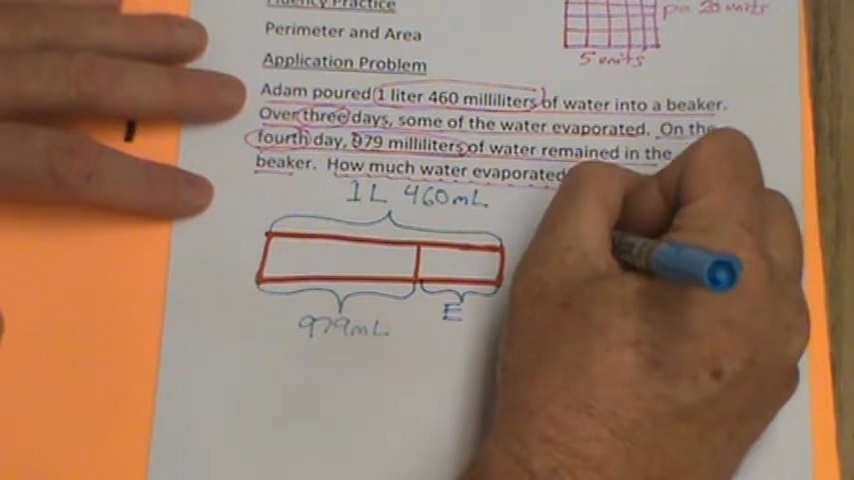 Fluency Practice
Perimeter and Area
Application Problem
5 units
20 units
Adam poured 1 liter 460 milliliters of water into a beaker.
Over three days, some of the water evaporated. On the
fourth day, 979 milliliters of water remained in the
beaker. How much water evaporated
1 L 460mL
979mL
E